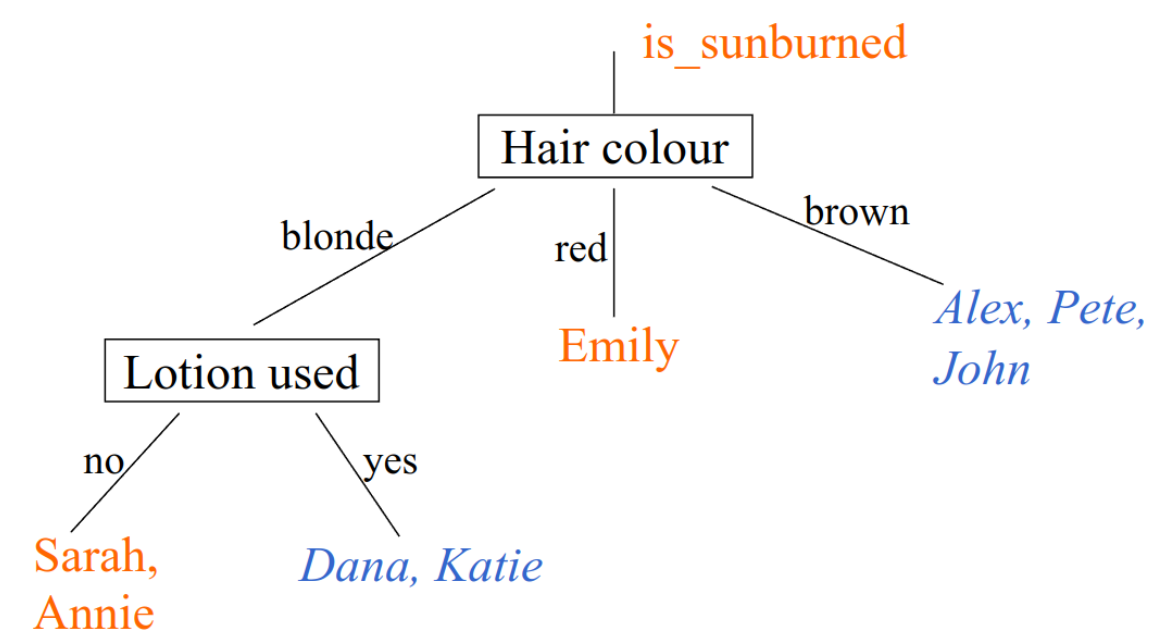 is_sunburned
Hair colour
blonde
red
brown
Alex, Pete,
John
Emily
Lotion used
no
yes
Sarah,
Annie
Dana, Katie